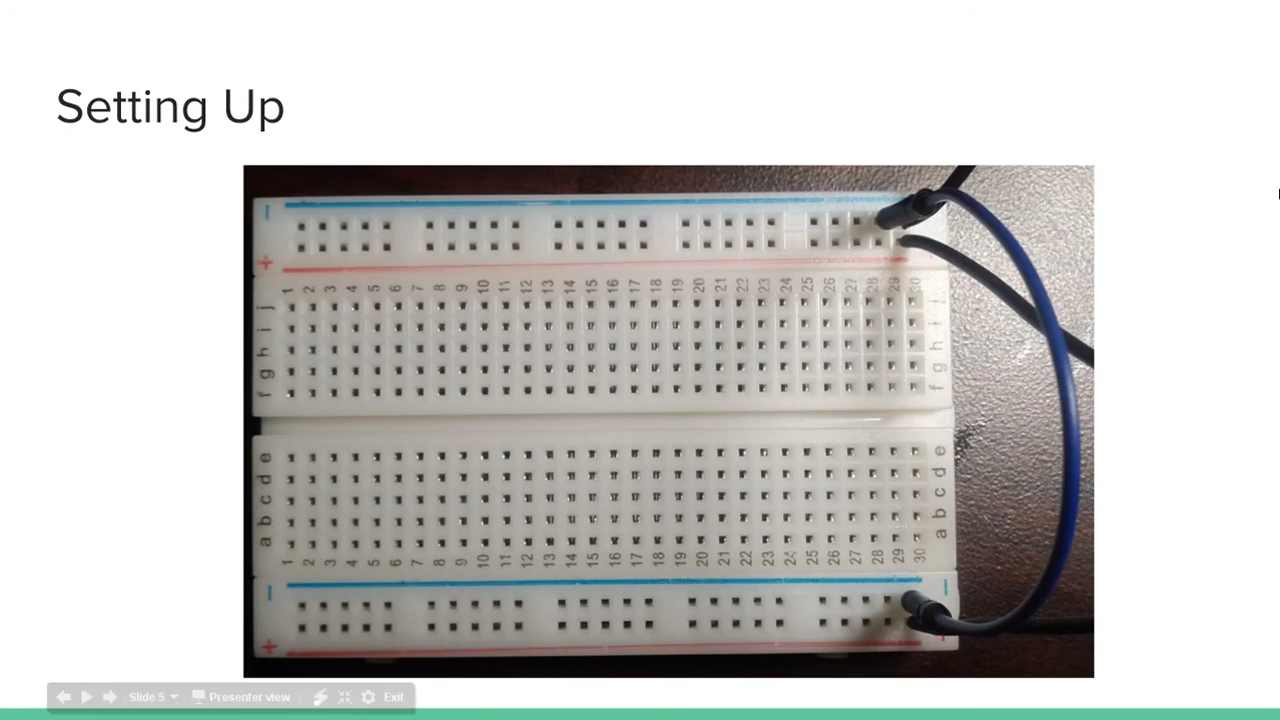 Setting Up
− −
+
1 2 3 4 5 6 7 8 9 10 11 12 13 14 15 16 17 18 19 20 21 22 23 24 25 26 27 28 29 30
j j
i i
h h
g g
f f
e e
d d
c c
b b
a a
1 2 3 4 5 6 7 8 9 10 11 12 13 14 15 16 17 18 19 20 21 22 23 24 25 26 27 28 29 30
− −
+ +
Slide 5 Presenter view Exit